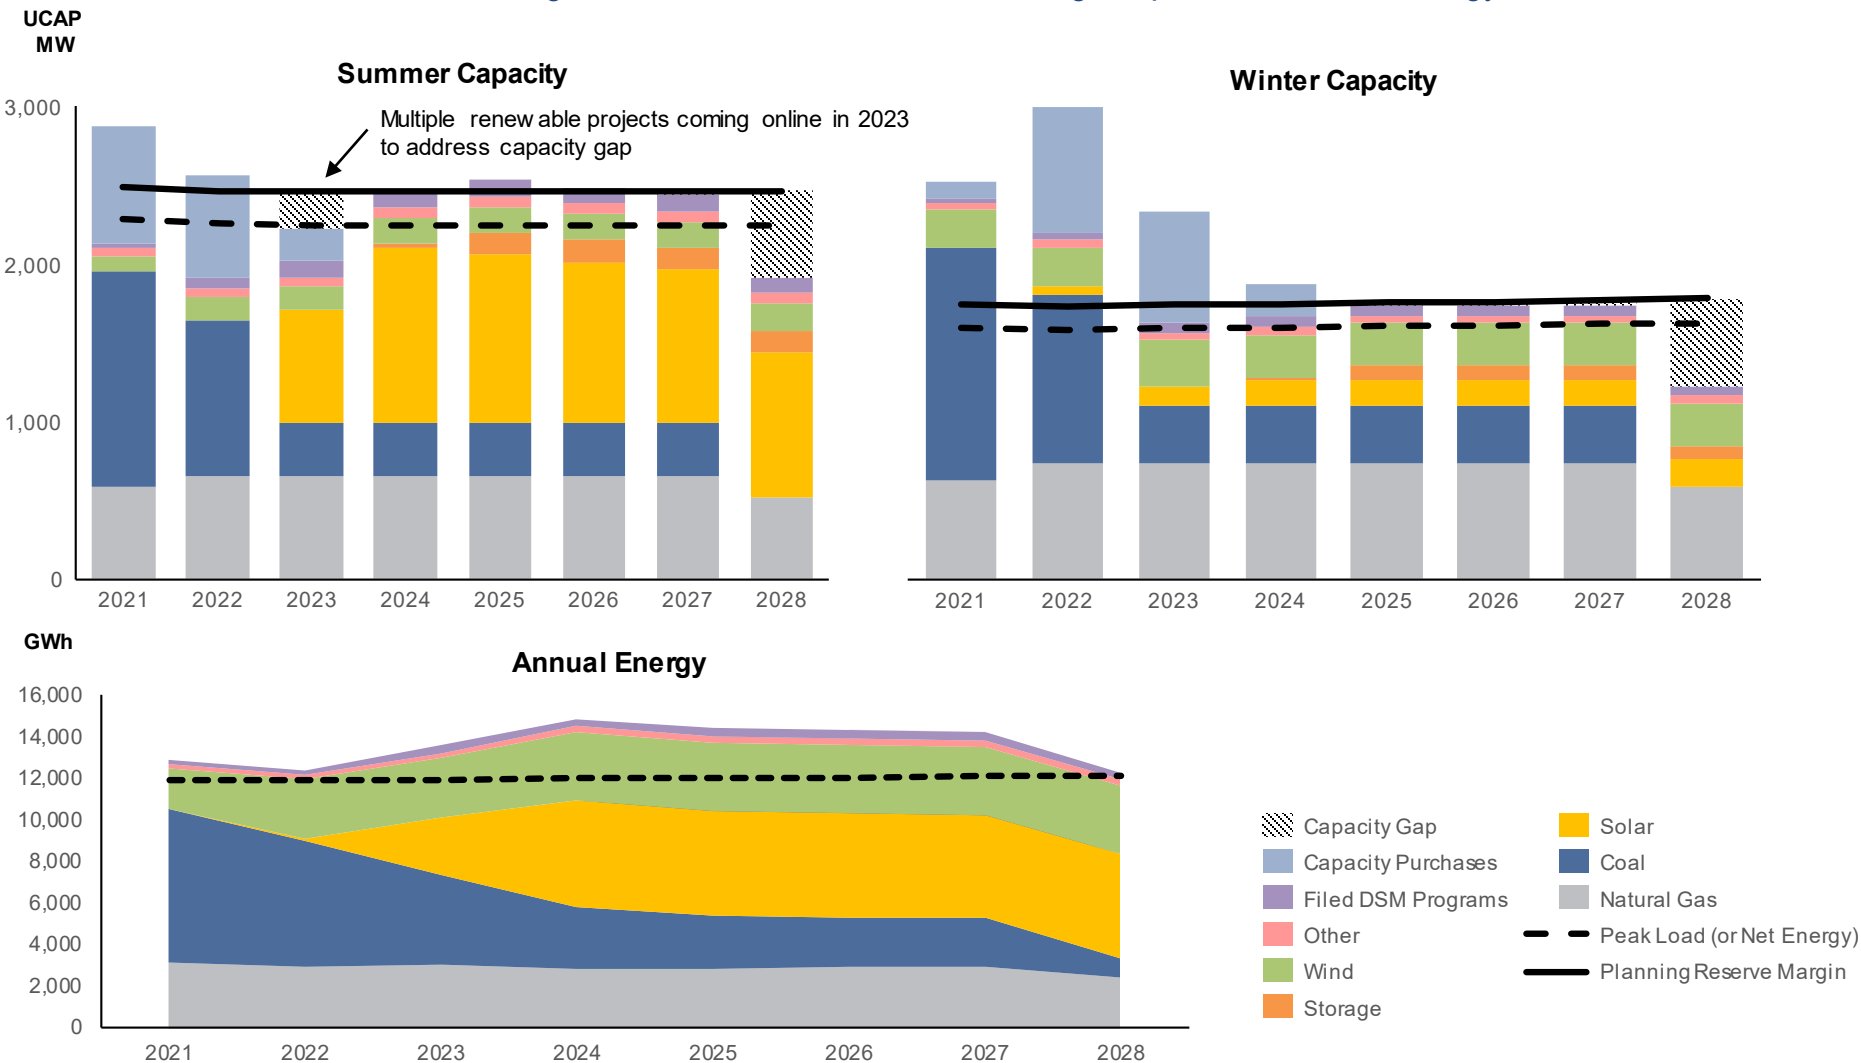 UCAP
MW
Summer Capacity
Winter Capacity
3,000
2,000
1,000
0
Multiple renewable projects coming online in 2023
to address capacity gap
2021 2022 2023 2024 2025 2026 2027 2028
2021 2022 2023 2024 2025 2026 2027 2028
GWh
Annual Energy
16,000
14,000
12,000
10,000
8,000
6,000
4,000
2,000
0
2021 2022 2023 2024 2025 2026 2027 2028
Capacity Gap
Capacity Purchases
Filed DSM Programs
Other
Wind
Storage
Solar
Coal
Natural Gas
Peak Load (or Net Energy)
Planning Reserve Margin